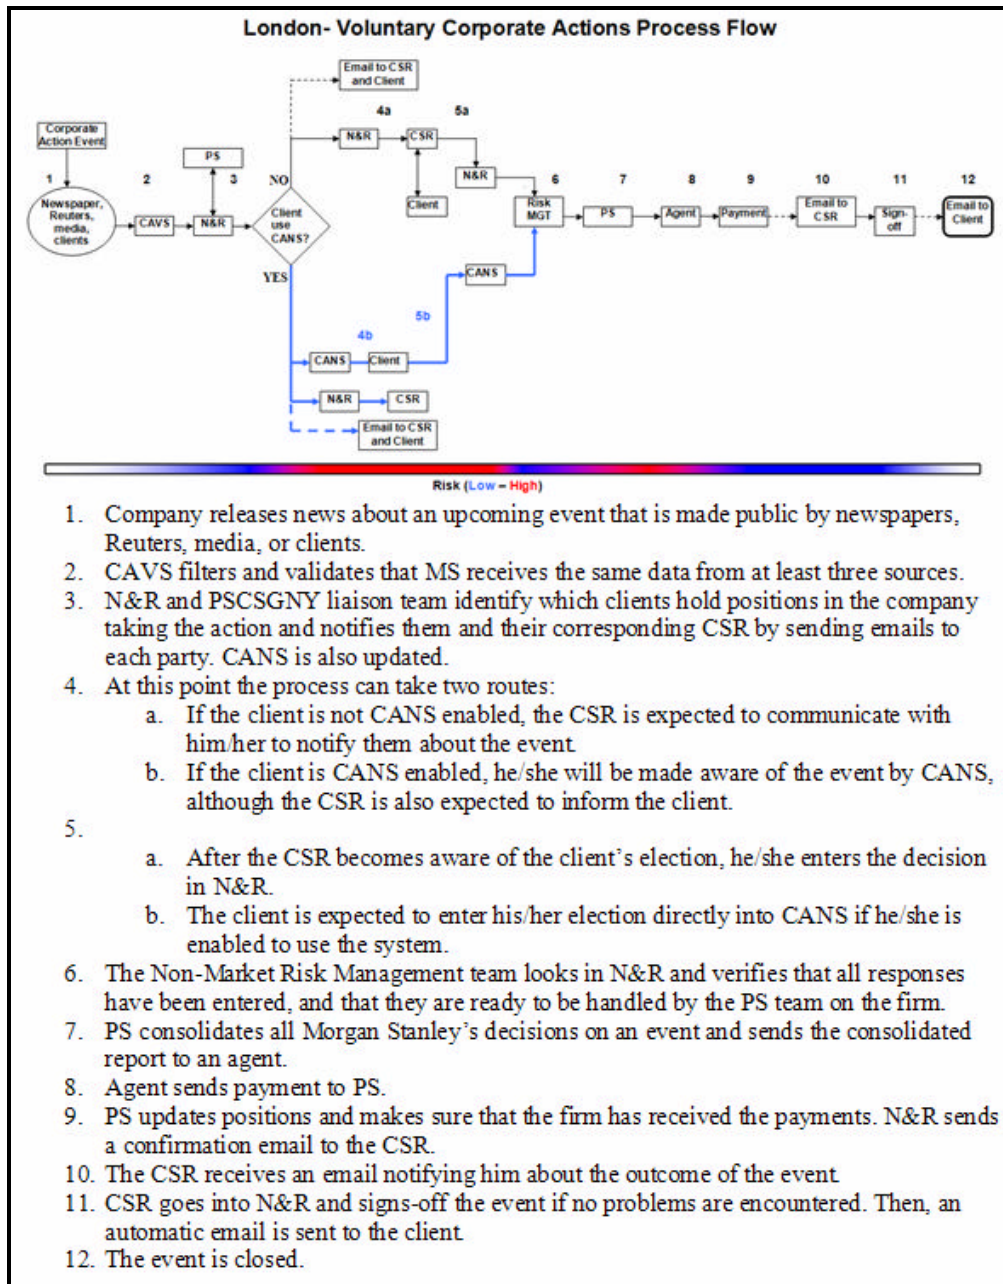 London- Voluntary Corporate Actions Process Flow
Email to CSR
and Client
4a
5a
Corporate
Action Event
N&R
CSR
PS
N&R
1
2
3
NO
6
7
8
9
10
11
12
Newspaper,
Reuters,
media,
clients
CAVS
N&R
Client
use
CANS?
Client
Risk
MGT
PS
Agent
Payment
Email to
CSR
Sign-
off
Email to
Client
YES
CANS
5b
4b
CANS
Client
N&R
CSR
Email to CSR
and Client
Risk (Low – High)
1. Company releases news about an upcoming event that is made public by newspapers,
Reuters, media, or clients.
2. CAVS filters and validates that MS receives the same data from at least three sources.
3. N&R and PSCSGNY liaison team identify which clients hold positions in the company
taking the action and notifies them and their corresponding CSR by sending emails to
each party. CANS is also updated.
4. At this point the process can take two routes:
a. If the client is not CANS enabled, the CSR is expected to communicate with
him/her to notify them about the event.
b. If the client is CANS enabled, he/she will be made aware of the event by CANS,
although the CSR is also expected to inform the client.
5.
a. After the CSR becomes aware of the client's election, he/she enters the decision
in N&R.
b. The client is expected to enter his/her election directly into CANS if he/she is
enabled to use the system.
6. The Non-Market Risk Management team looks in N&R and verifies that all responses
have been entered, and that they are ready to be handled by the PS team on the firm.
7. PS consolidates all Morgan Stanley's decisions on an event and sends the consolidated
report to an agent.
8. Agent sends payment to PS.
9. PS updates positions and makes sure that the firm has received the payments. N&R sends
a confirmation email to the CSR.
10. The CSR receives an email notifying him about the outcome of the event.
11. CSR goes into N&R and signs-off the event if no problems are encountered. Then, an
automatic email is sent to the client.
12. The event is closed.